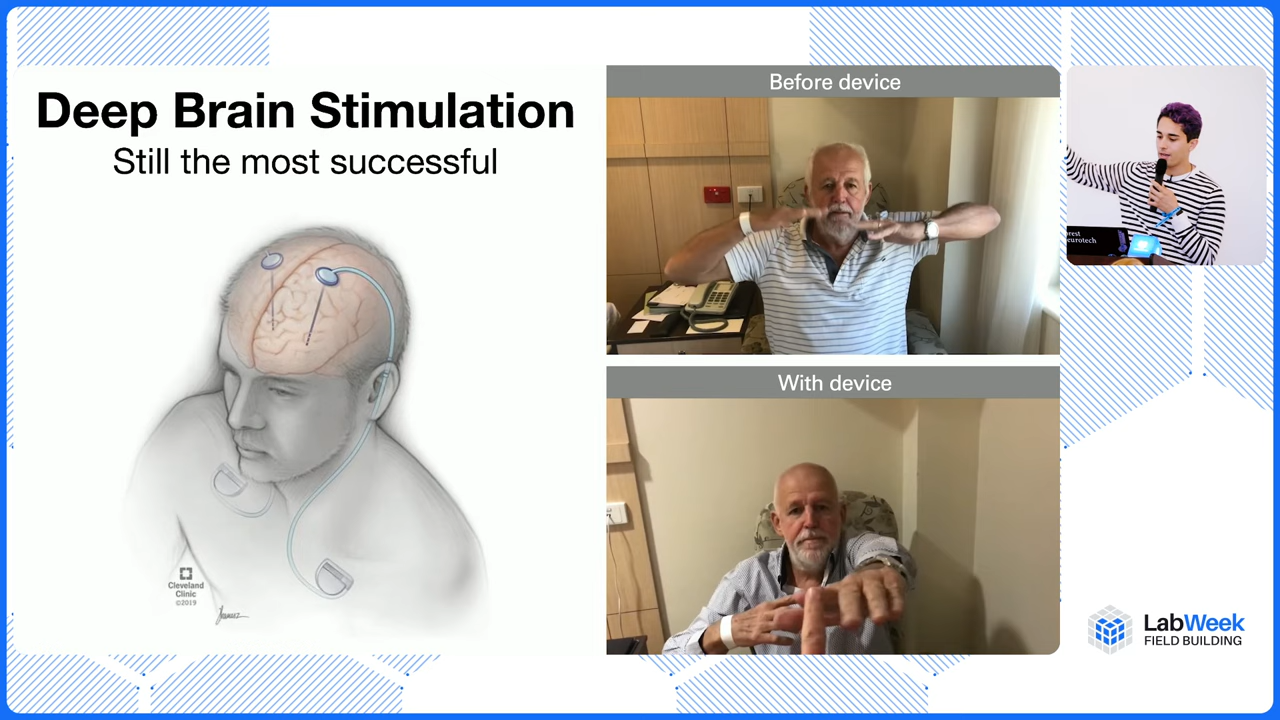 Deep Brain Stimulation
Still the most successful
Before device
With device
Cleveland
Clinic
©2019
LabWeek
FIELD BUILDING